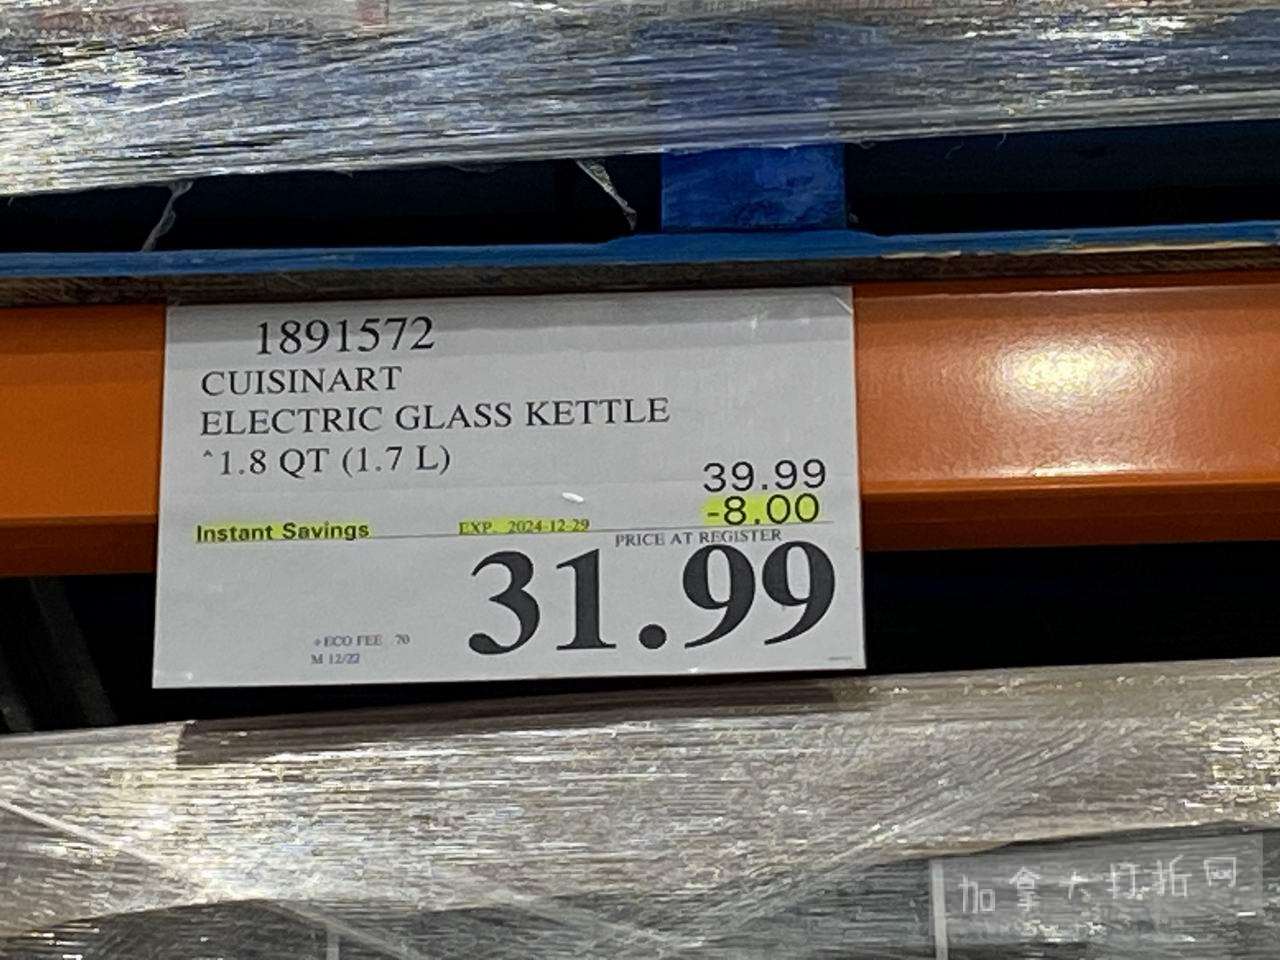 1891572
CUISINART
ELECTRIC GLASS KETTLE
^1.8 QT (1.7 L)
39.99
-8.00
Instant Savings EXP. 2024-12-29
PRICE AT REGISTER
31.99
+ECO FEE .70
M 12/22
加拿大打折网